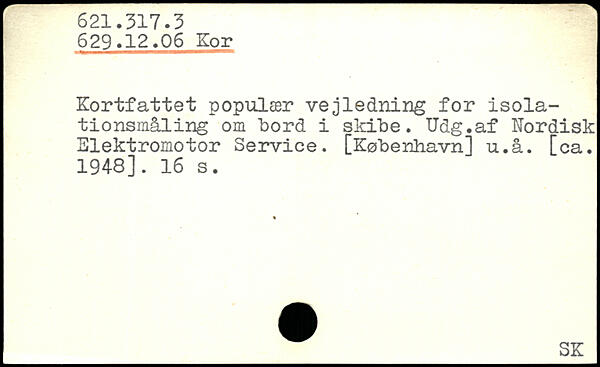 621.317.3
629.12.06 Kor
Kortfattet populær vejledning for isola-
tionsmåling om bord i skibe. Udg.af Nordisk
Elektromotor Service. [København] u.å. [ca.
1948]. 16 s.
SK